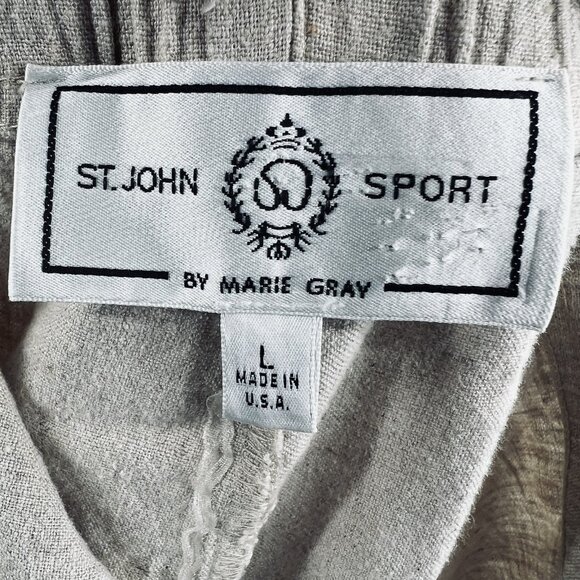 ST. JOHN SPORT
BY MARIE GRAY
L
MADE IN
U.S.A.